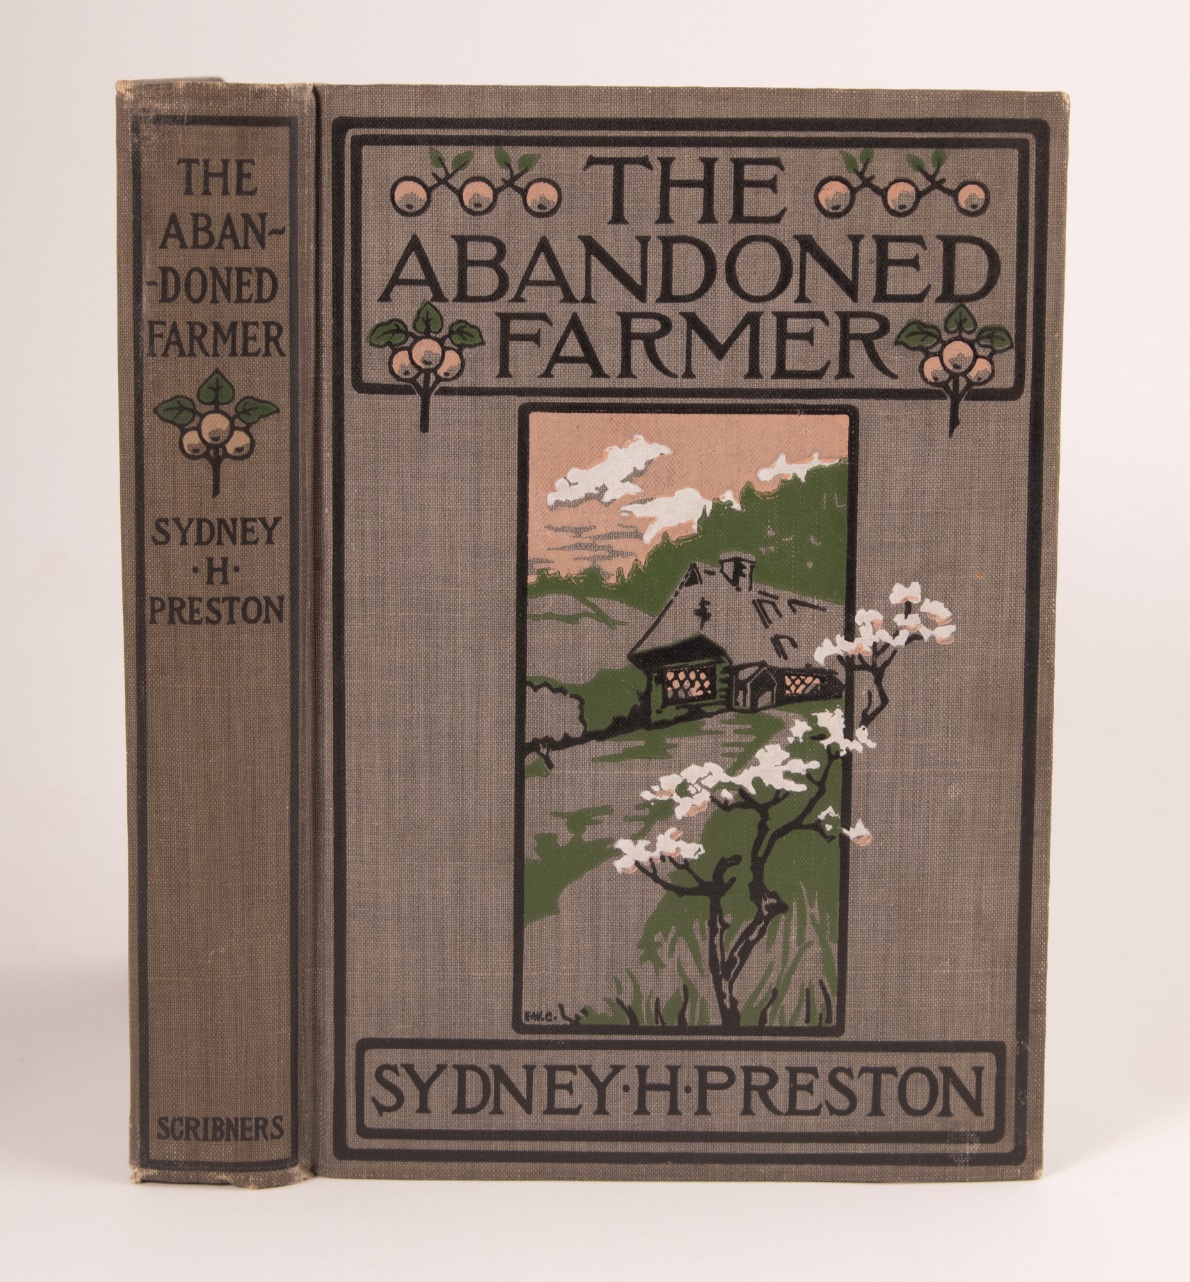 THE
ABAN-
-DONED
FARMER
SYDNEY
·H·
PRESTON
SCRIBNERS
THE
ABANDONED
FARMER
E.W.C.
SYDNEY·H·PRESTON